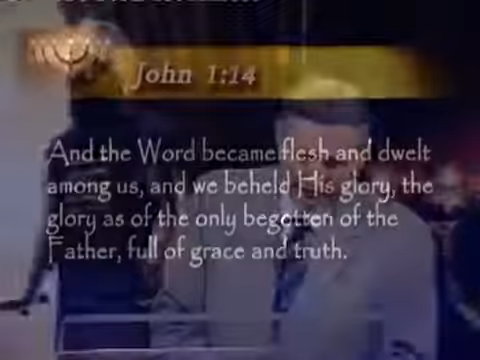 John 1:14
And the Word became flesh and dwelt
among us, and we beheld His glory, the
glory as of the only begotten of the
Father, full of grace and truth.